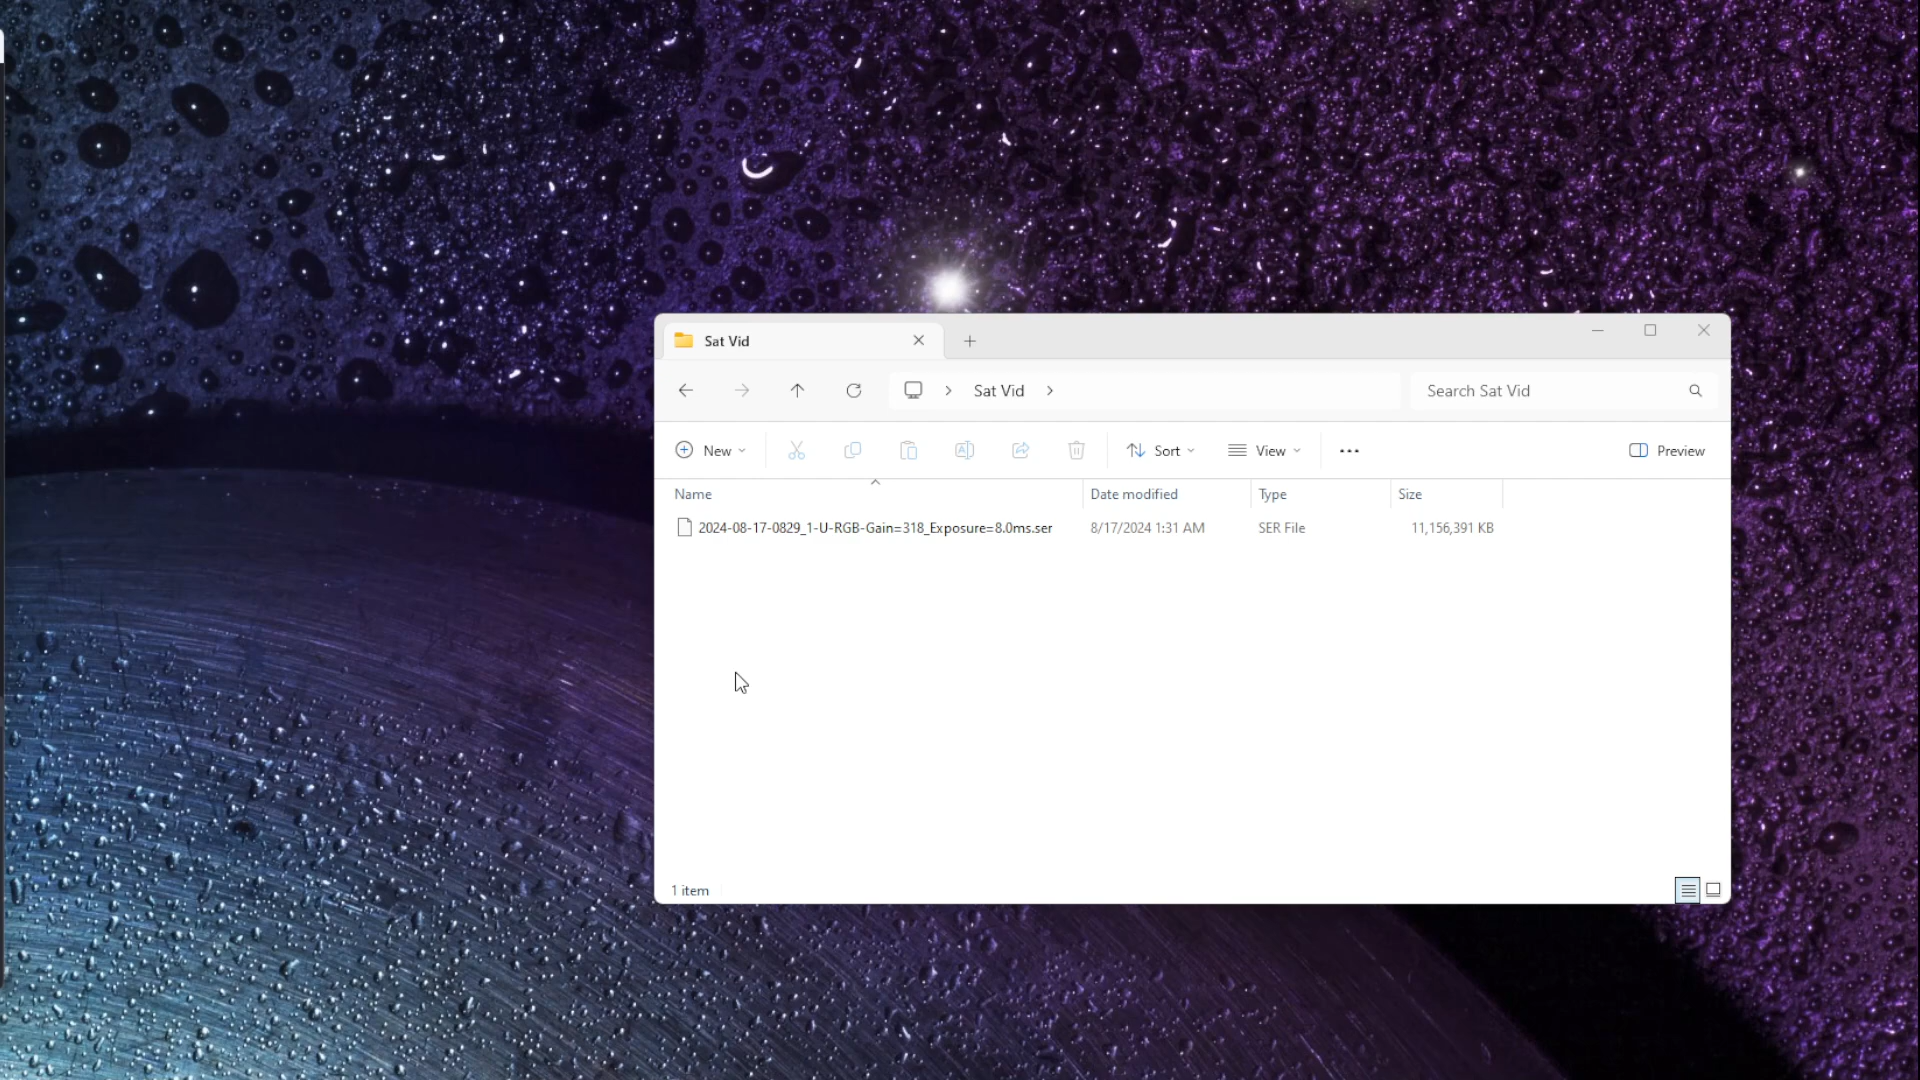 Sat Vid
Sat Vid
Search Sat Vid
New
Sort
View
Preview
Name
Date modified
Type
Size
2024-08-17-0829_1-U-RGB-Gain=318_Exposure=8.0ms.ser
8/17/2024 1:31 AM
SER File
11,156,391 KB
1 item